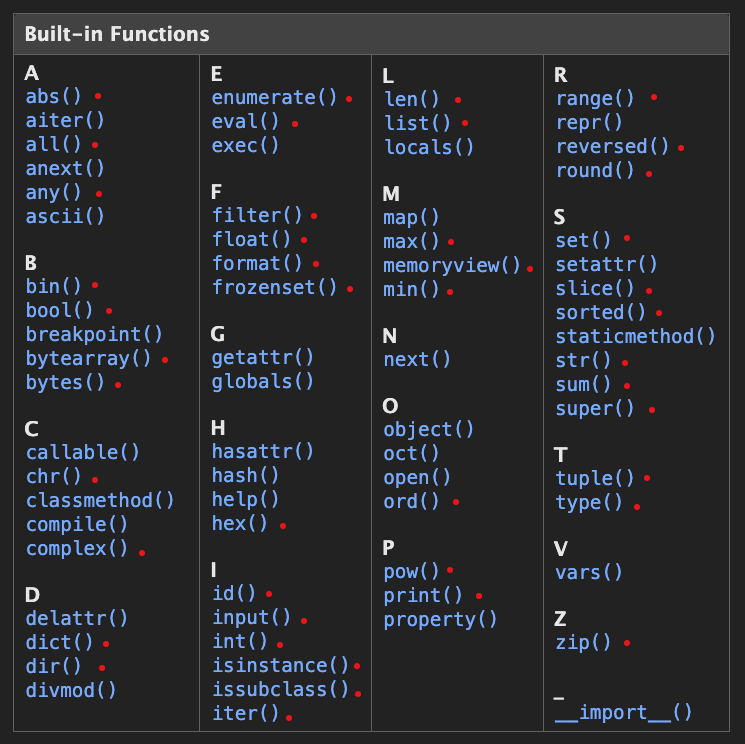 Built-in Functions
A
abs()
aiter()
all()
anext()
any()
ascii()
B
bin()
bool()
breakpoint()
bytearray()
bytes()
C
callable()
chr()
classmethod()
compile()
complex()
D
delattr()
dict()
dir()
divmod()
E
enumerate()
eval()
exec()
F
filter()
float()
format()
frozenset()
G
getattr()
globals()
H
hasattr()
hash()
help()
hex()
I
id()
input()
int()
isinstance()
issubclass()
iter()
L
len()
list()
locals()
M
map()
max()
memoryview()
min()
N
next()
O
object()
oct()
open()
ord()
P
pow()
print()
property()
R
range()
repr()
reversed()
round()
S
set()
setattr()
slice()
sorted()
staticmethod()
str()
sum()
super()
T
tuple()
type()
V
vars()
Z
zip()
_
__import__()